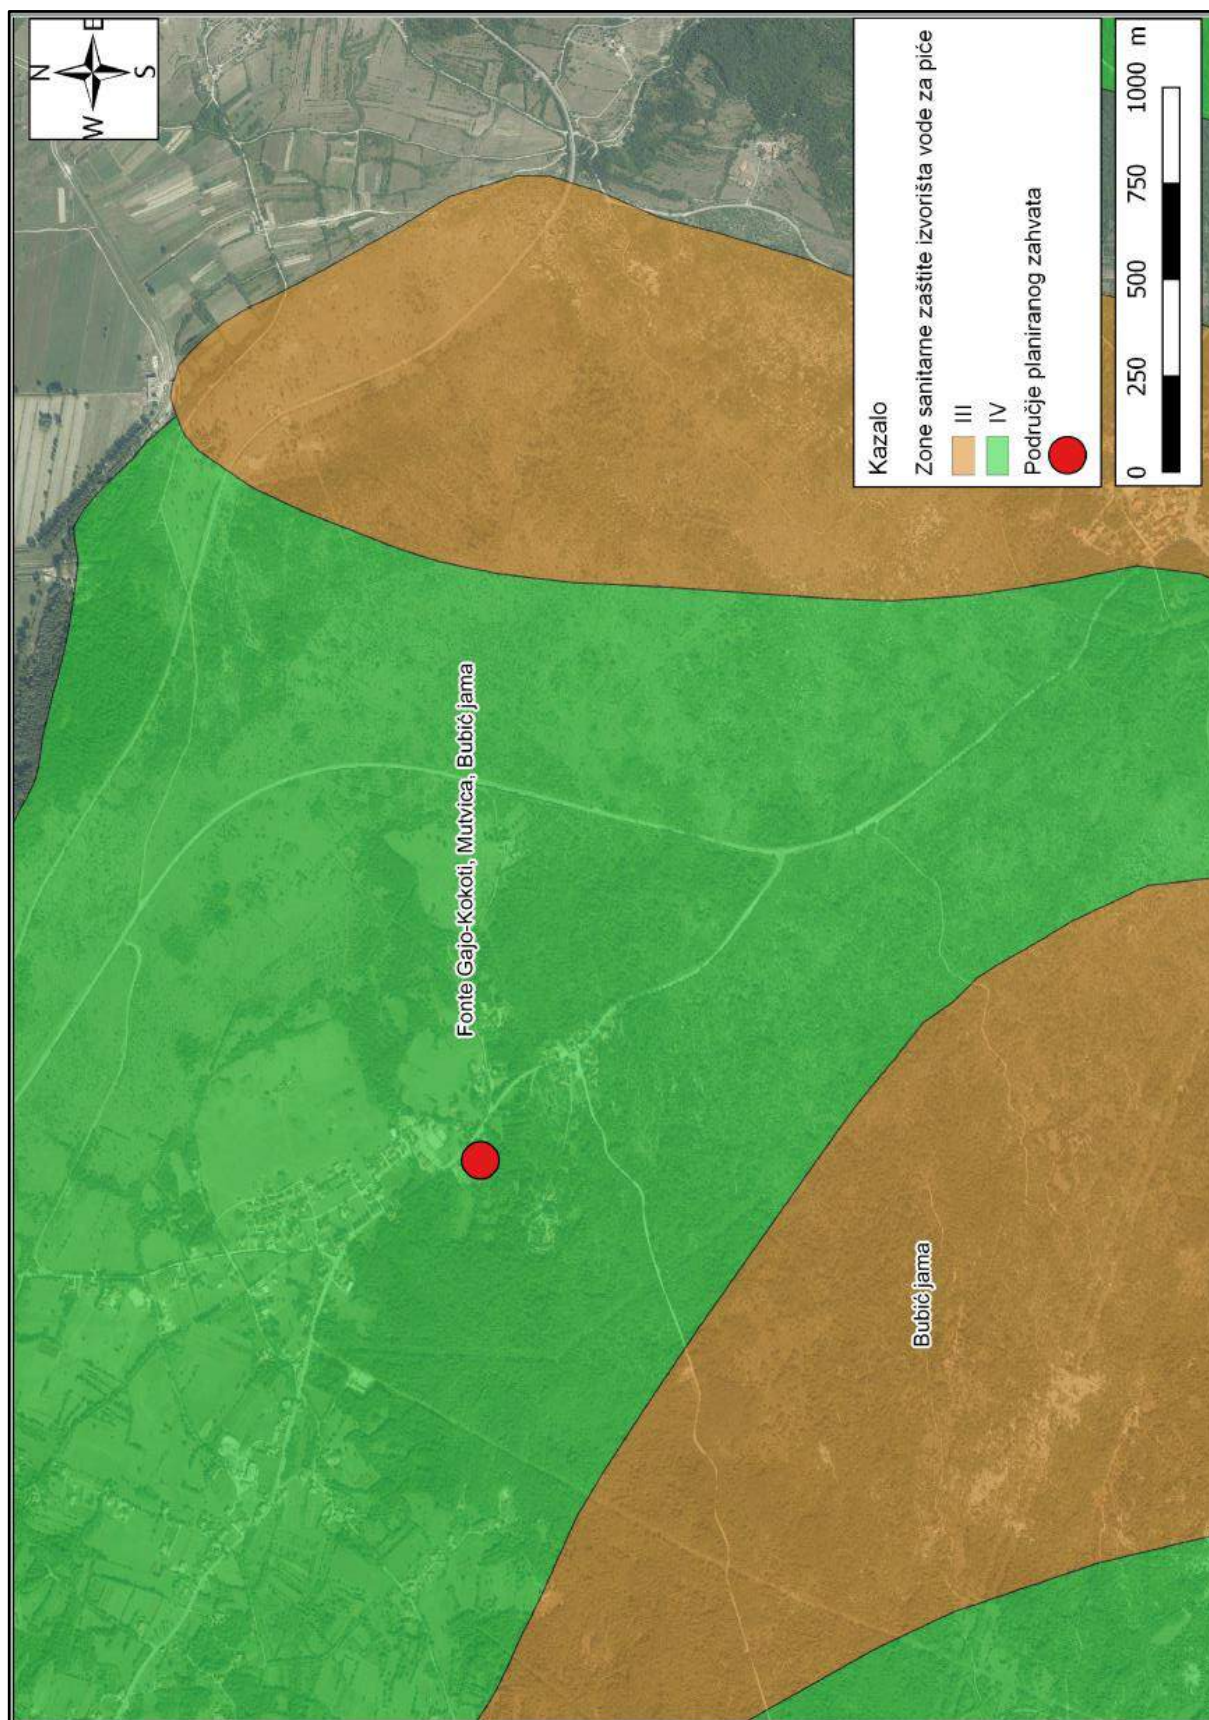 N
W
E
S
Fonte Gajo-Kokoti, Mutvica, Bubić jama
Bubić jama
Kazalo
Zone sanitarne zaštite izvorišta vode za piće
III
IV
Područje planiranog zahvata
0 250 500 750 1000 m